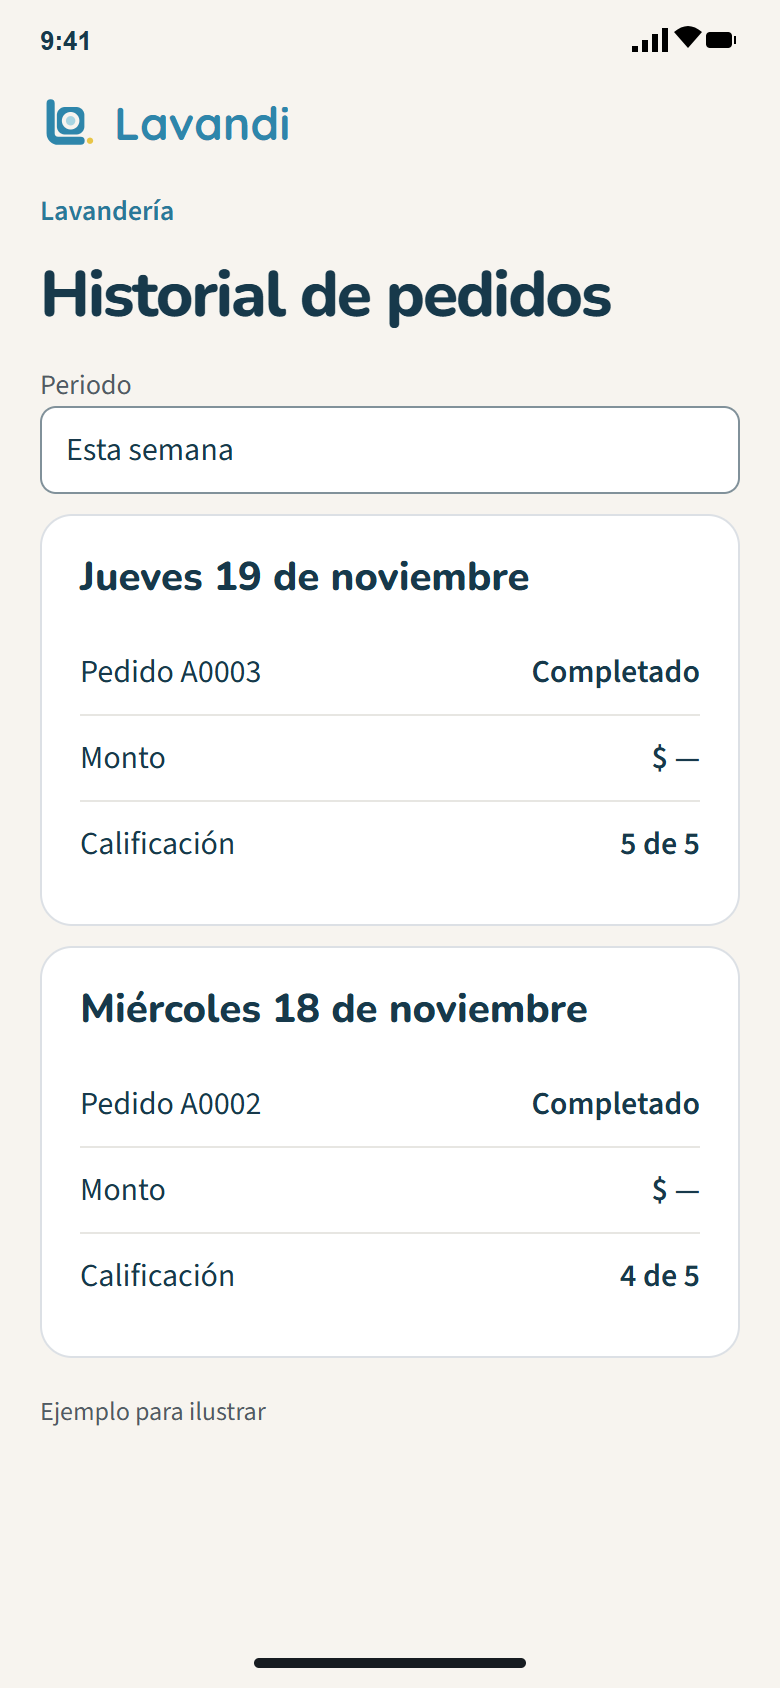 9:41
Lavandi
Lavandería
Historial de pedidos
Periodo
Esta semana
Jueves 19 de noviembre
Pedido A0003 Completado
Monto $ —
Calificación 5 de 5
Miércoles 18 de noviembre
Pedido A0002 Completado
Monto $ —
Calificación 4 de 5
Ejemplo para ilustrar